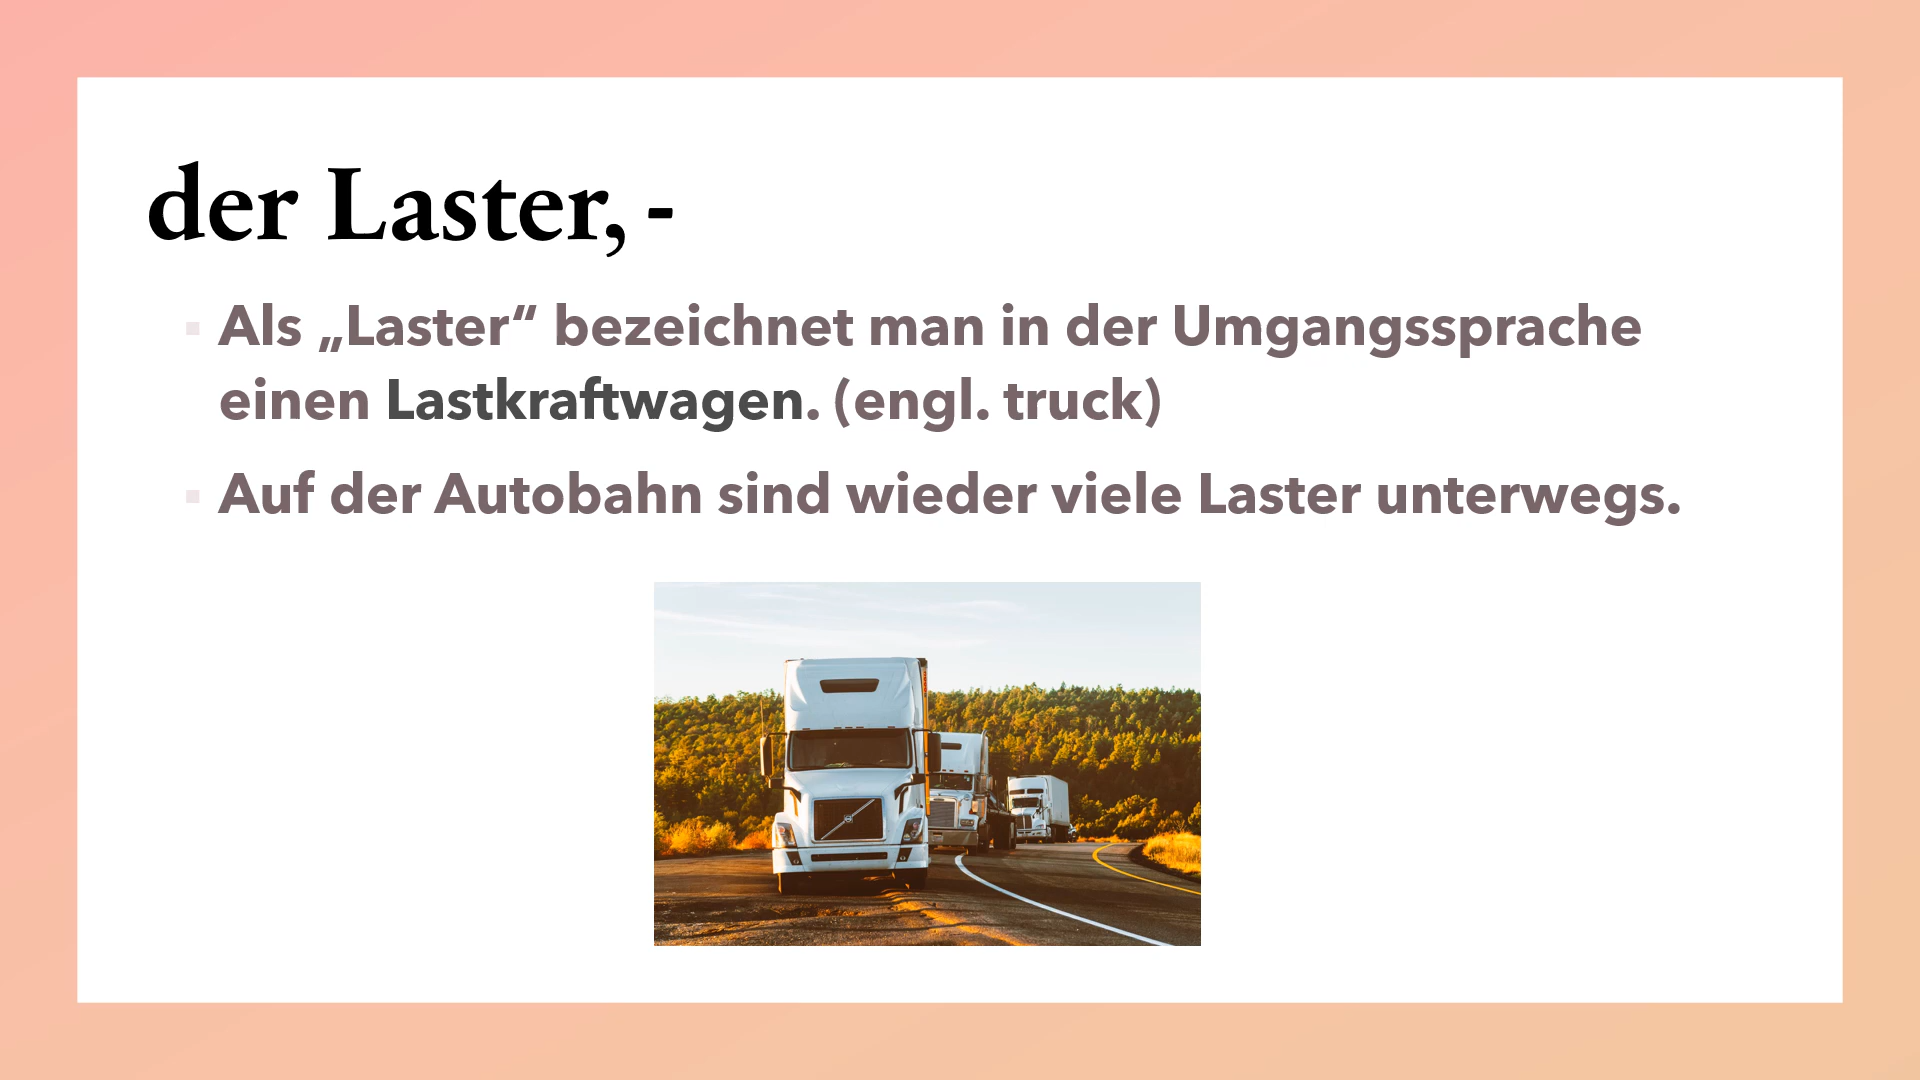 der Laster, -
Als „Laster“ bezeichnet man in der Umgangssprache
einen Lastkraftwagen. (engl. truck)
Auf der Autobahn sind wieder viele Laster unterwegs.